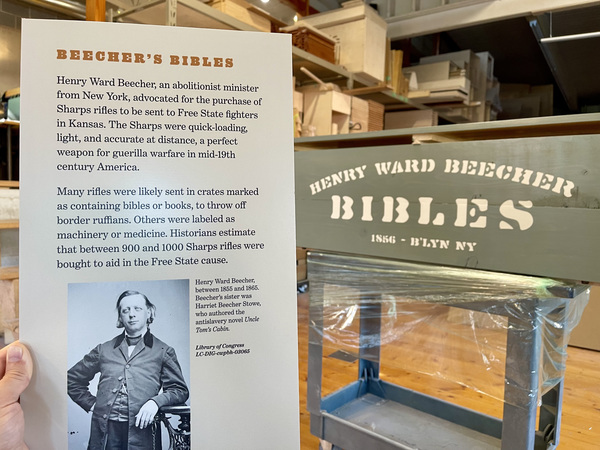 BEECHER'S BIBLES
Henry Ward Beecher, an abolitionist minister
from New York, advocated for the purchase of
Sharps rifles to be sent to Free State fighters
in Kansas. The Sharps were quick-loading,
light, and accurate at distance, a perfect
weapon for guerilla warfare in mid-19th
century America.
Many rifles were likely sent in crates marked
as containing bibles or books, to throw off
border ruffians. Others were labeled as
machinery or medicine. Historians estimate
that between 900 and 1000 Sharps rifles were
bought to aid in the Free State cause.
Henry Ward Beecher,
between 1855 and 1865.
Beecher's sister was
Harriet Beecher Stowe,
who authored the
antislavery novel Uncle
Tom's Cabin.
Library of Congress
LC-DIG-cwpbh-03065
HENRY WARD BEECHER
BIBLES
1856 - B'LYN NY